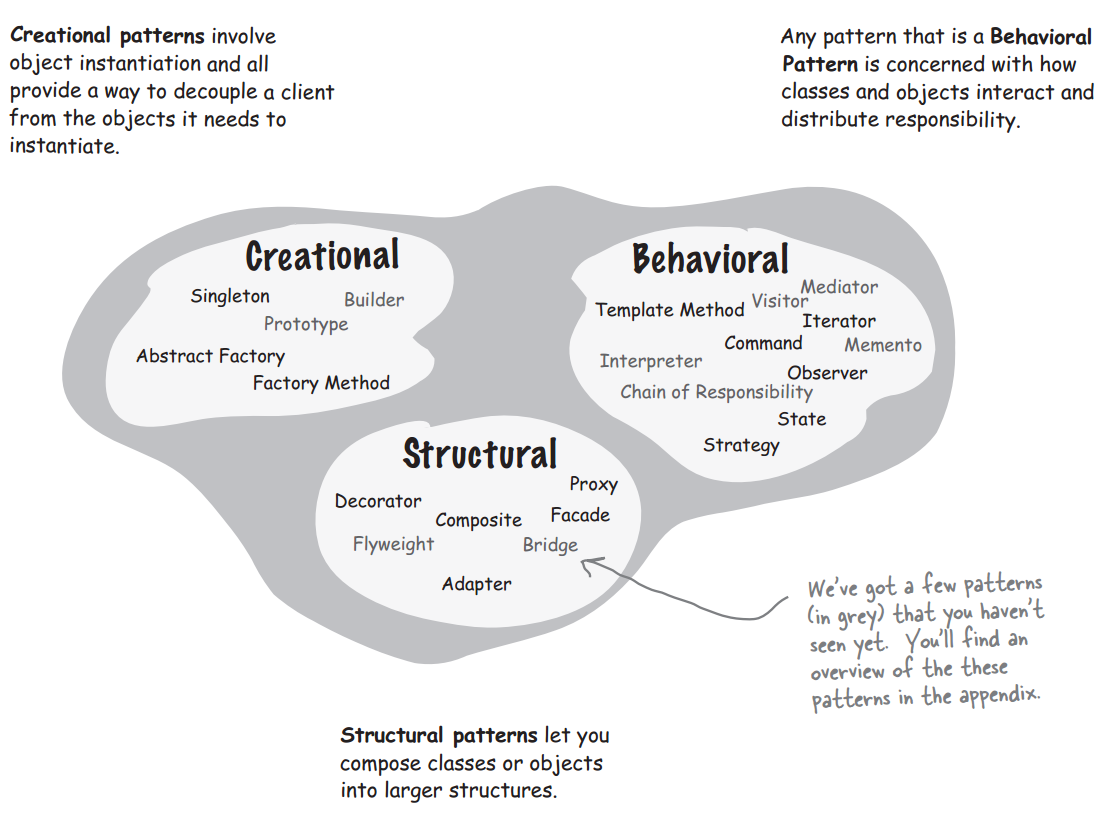 Creational patterns involve
object instantiation and all
provide a way to decouple a client
from the objects it needs to
instantiate.
Any pattern that is a Behavioral
Pattern is concerned with how
classes and objects interact and
distribute responsibility.
Creational
Singleton
Builder
Prototype
Abstract Factory
Factory Method
Behavioral
Mediator
Visitor
Template Method
Iterator
Command
Memento
Interpreter
Observer
Chain of Responsibility
State
Strategy
Structural
Proxy
Decorator
Facade
Composite
Flyweight
Bridge
Adapter
We've got a few patterns
(in grey) that you haven't
seen yet. You'll find an
overview of the these
patterns in the appendix.
Structural patterns let you
compose classes or objects
into larger structures.